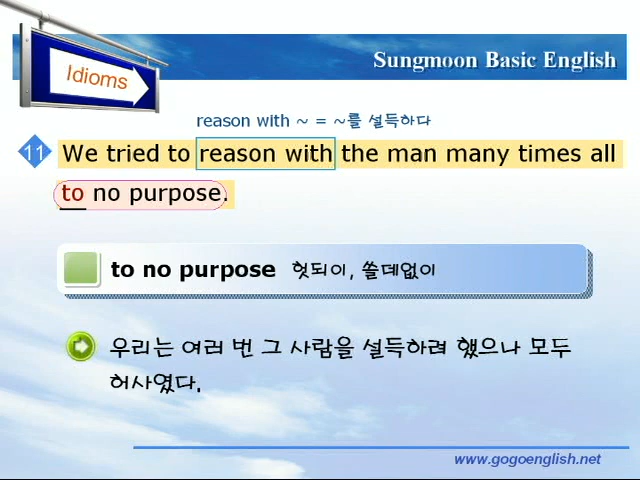 Idioms
Sungmoon Basic English
reason with ~ = ~를 설득하다
11 We tried to reason with the man many times all
to no purpose.
to no purpose 헛되이, 쓸데없이
우리는 여러 번 그 사람을 설득하려 했으나 모두
허사였다.
www.gogoenglish.net